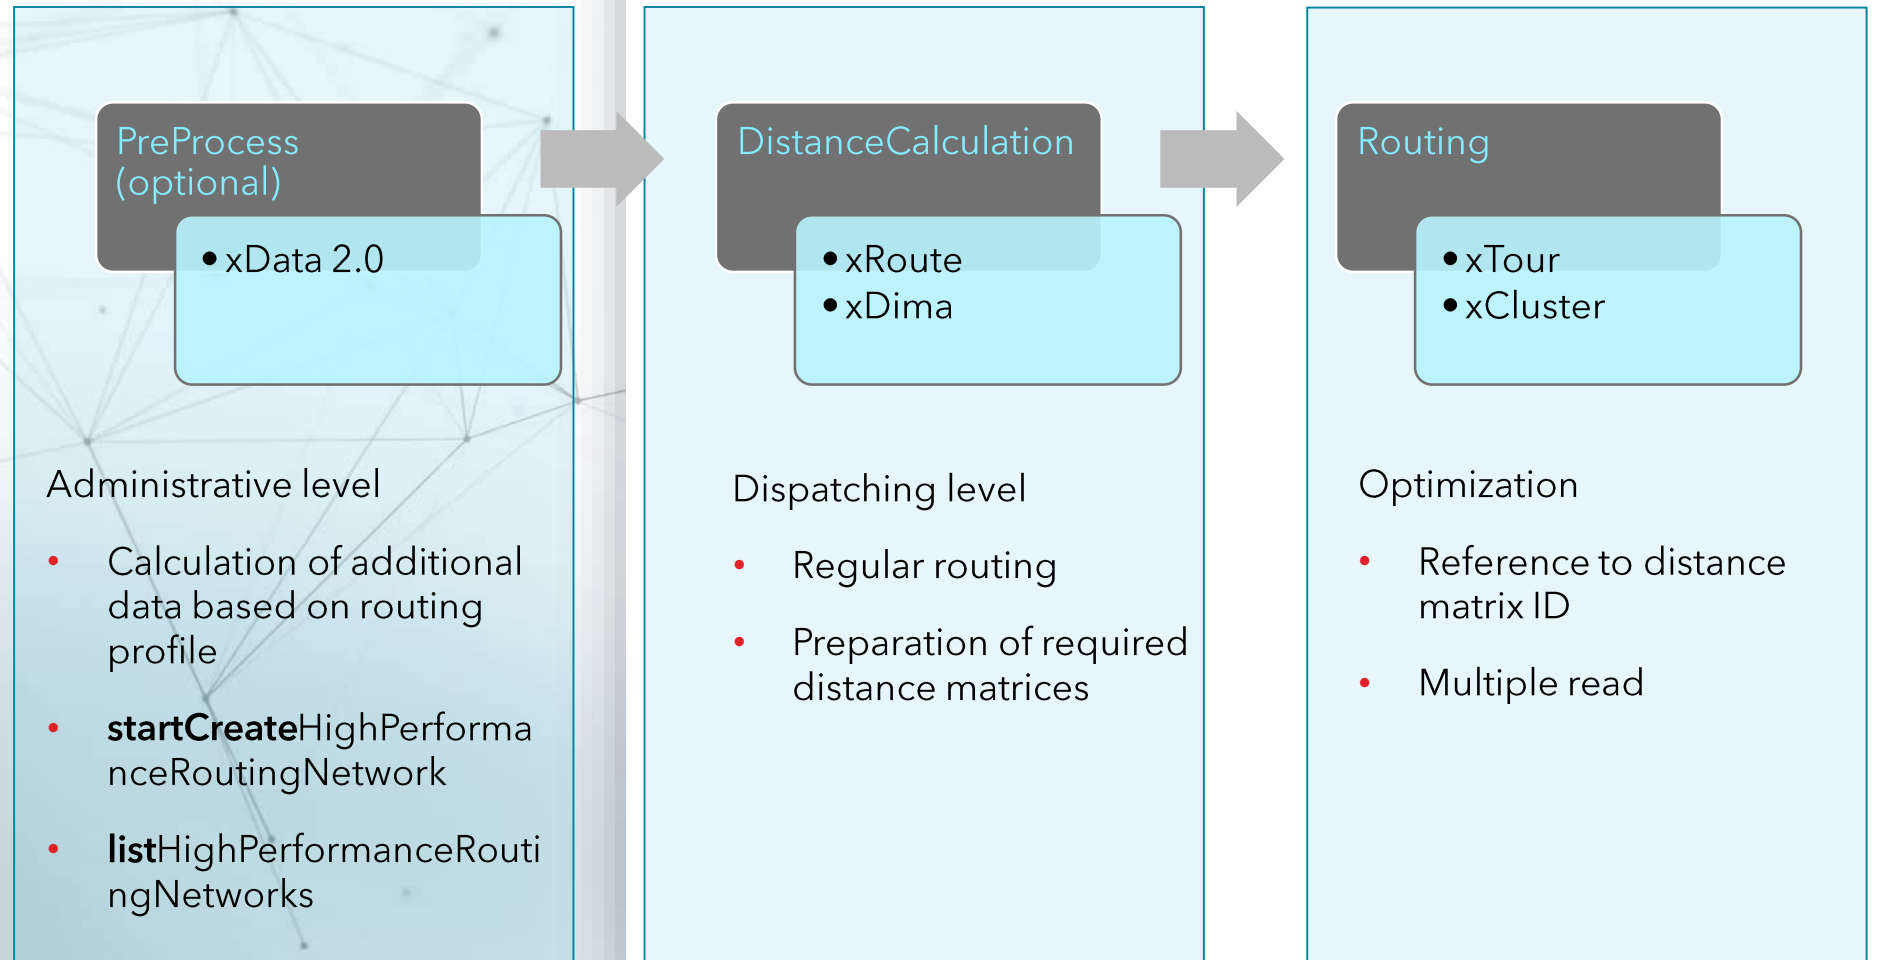 PreProcess
(optional)
• xData 2.0
Administrative level
• Calculation of additional
data based on routing
profile
• startCreateHighPerforma
nceRoutingNetwork
• listHighPerformanceRouti
ngNetworks
DistanceCalculation
• xRoute
• xDima
Dispatching level
• Regular routing
• Preparation of required
distance matrices
Routing
• xTour
• xCluster
Optimization
• Reference to distance
matrix ID
• Multiple read